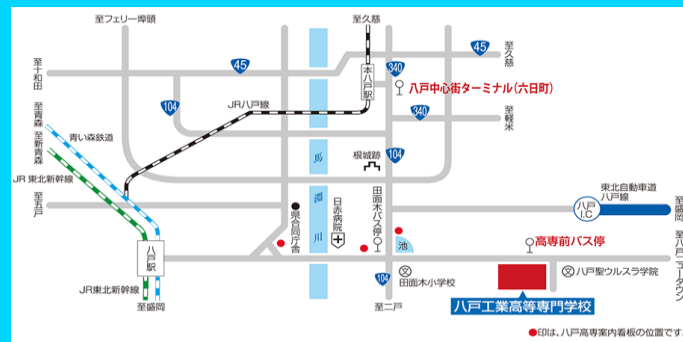 至フェリー埠頭
至久慈
45
至久慈
至十和田
45
340
本八戸駅
八戸中心街ターミナル(六日町)
104
JR八戸線
至軽米
340
至青森
青い森鉄道
至新青森
馬淵川
根城跡
104
JR東北新幹線
至五戸
県合同庁舎
日赤病院
田面木バス停
東北自動車道
八戸線
八戸
I.C
至盛岡
池
高専前バス停
至八戸ニュータウン
八戸駅
104
文
田面木小学校
文
八戸聖ウルスラ学院
JR東北新幹線
至盛岡
至二戸
八戸工業高等専門学校
●印は、八戸高専案内看板の位置です